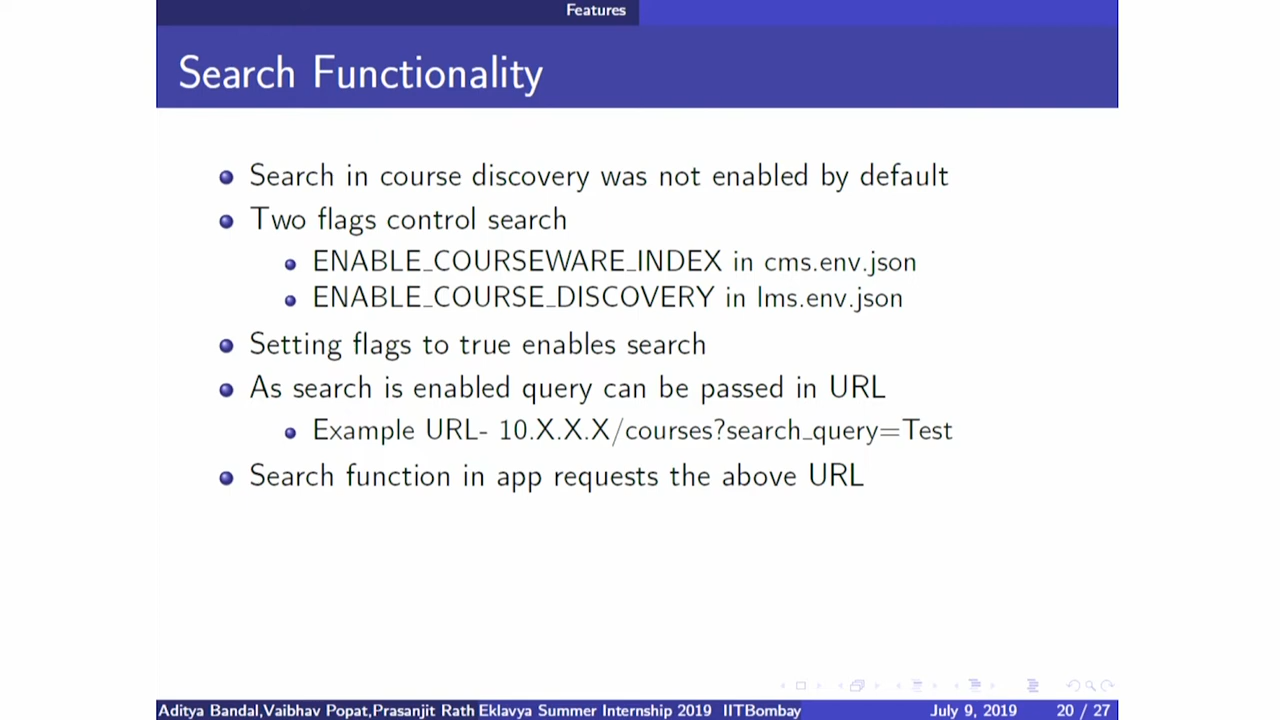 Features
Search Functionality
Search in course discovery was not enabled by default
Two flags control search
ENABLE_COURSEWARE_INDEX in cms.env.json
ENABLE_COURSE_DISCOVERY in lms.env.json
Setting flags to true enables search
As search is enabled query can be passed in URL
Example URL- 10.X.X.X/courses?search_query=Test
Search function in app requests the above URL
Aditya Bandal,Vaibhav Popat,Prasanjit Rath Eklavya Summer Internship 2019 IITBombay July 9, 2019 20 / 27